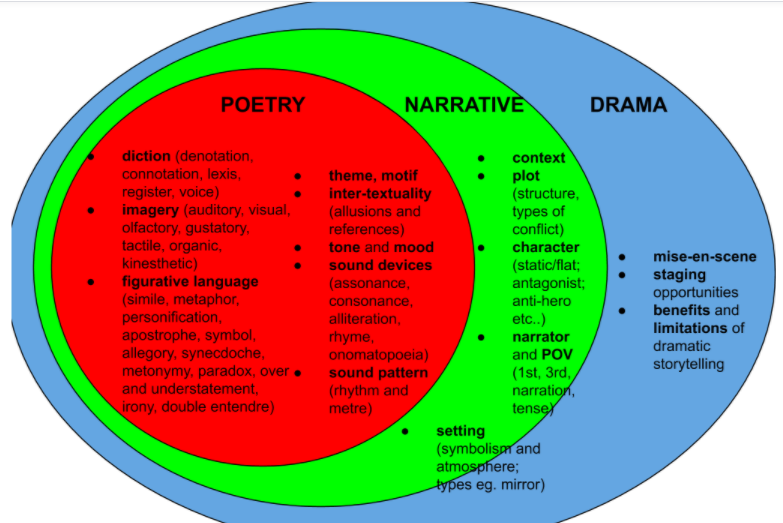 POETRY
NARRATIVE
DRAMA
• diction (denotation,
connotation, lexis,
register, voice)
• imagery (auditory, visual,
olfactory, gustatory,
tactile, organic,
kinesthetic)
• figurative language
(simile, metaphor,
personification,
apostrophe, symbol,
allegory, synecdoche,
metonymy, paradox, over
and understatement,
irony, double entendre)
• theme, motif
• inter-textuality
(allusions and
references)
• tone and mood
• sound devices
(assonance,
consonance,
alliteration,
rhyme,
onomatopoeia)
• sound pattern
(rhythm and
metre)
• context
• plot
(structure,
types of
conflict)
• character
(static/flat;
antagonist;
anti-hero
etc..)
• narrator
and POV
(1st, 3rd,
narration,
tense)
• setting
(symbolism and
atmosphere;
types eg. mirror)
• mise-en-scene
• staging
opportunities
• benefits and
limitations of
dramatic
storytelling